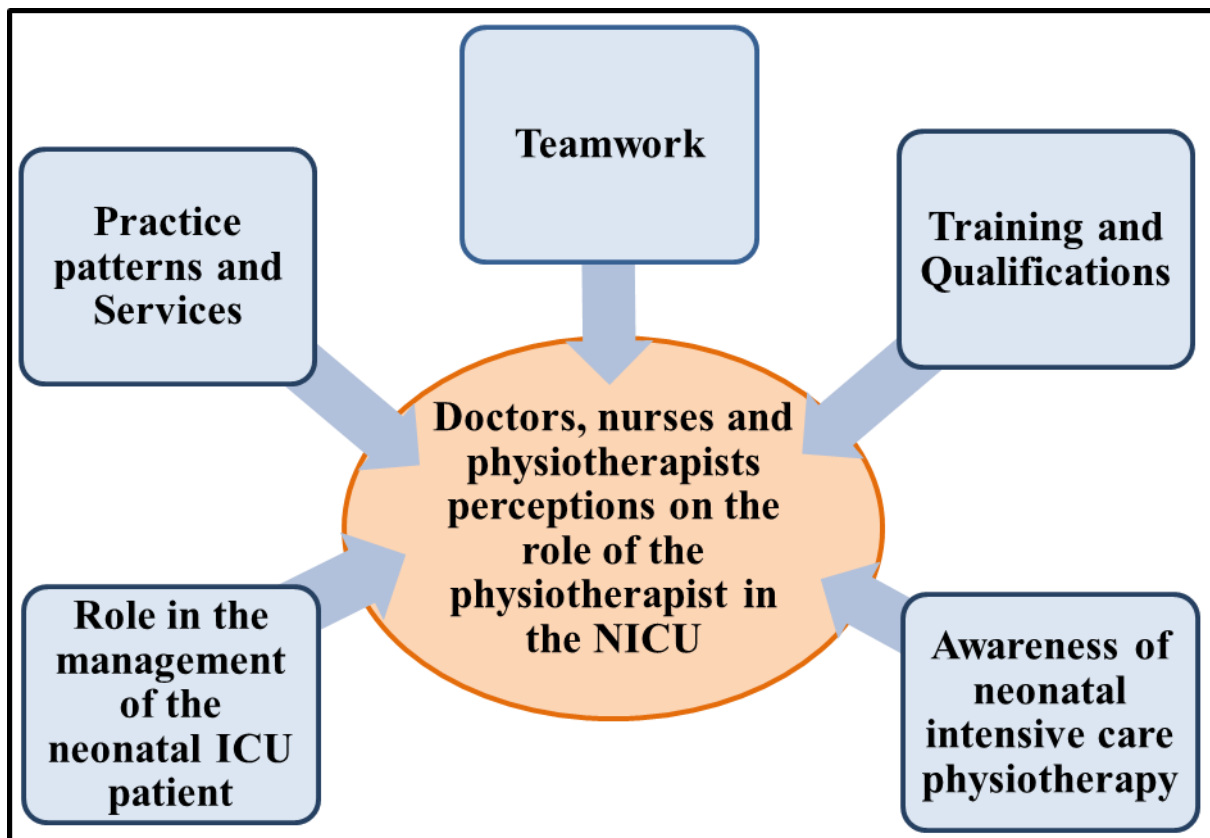 Teamwork
Practice
patterns and
Services
Training and
Qualifications
Doctors, nurses and
physiotherapists
perceptions on the
role of the
physiotherapist in
the NICU
Role in the
management
of the
neonatal ICU
patient
Awareness of
neonatal
intensive care
physiotherapy